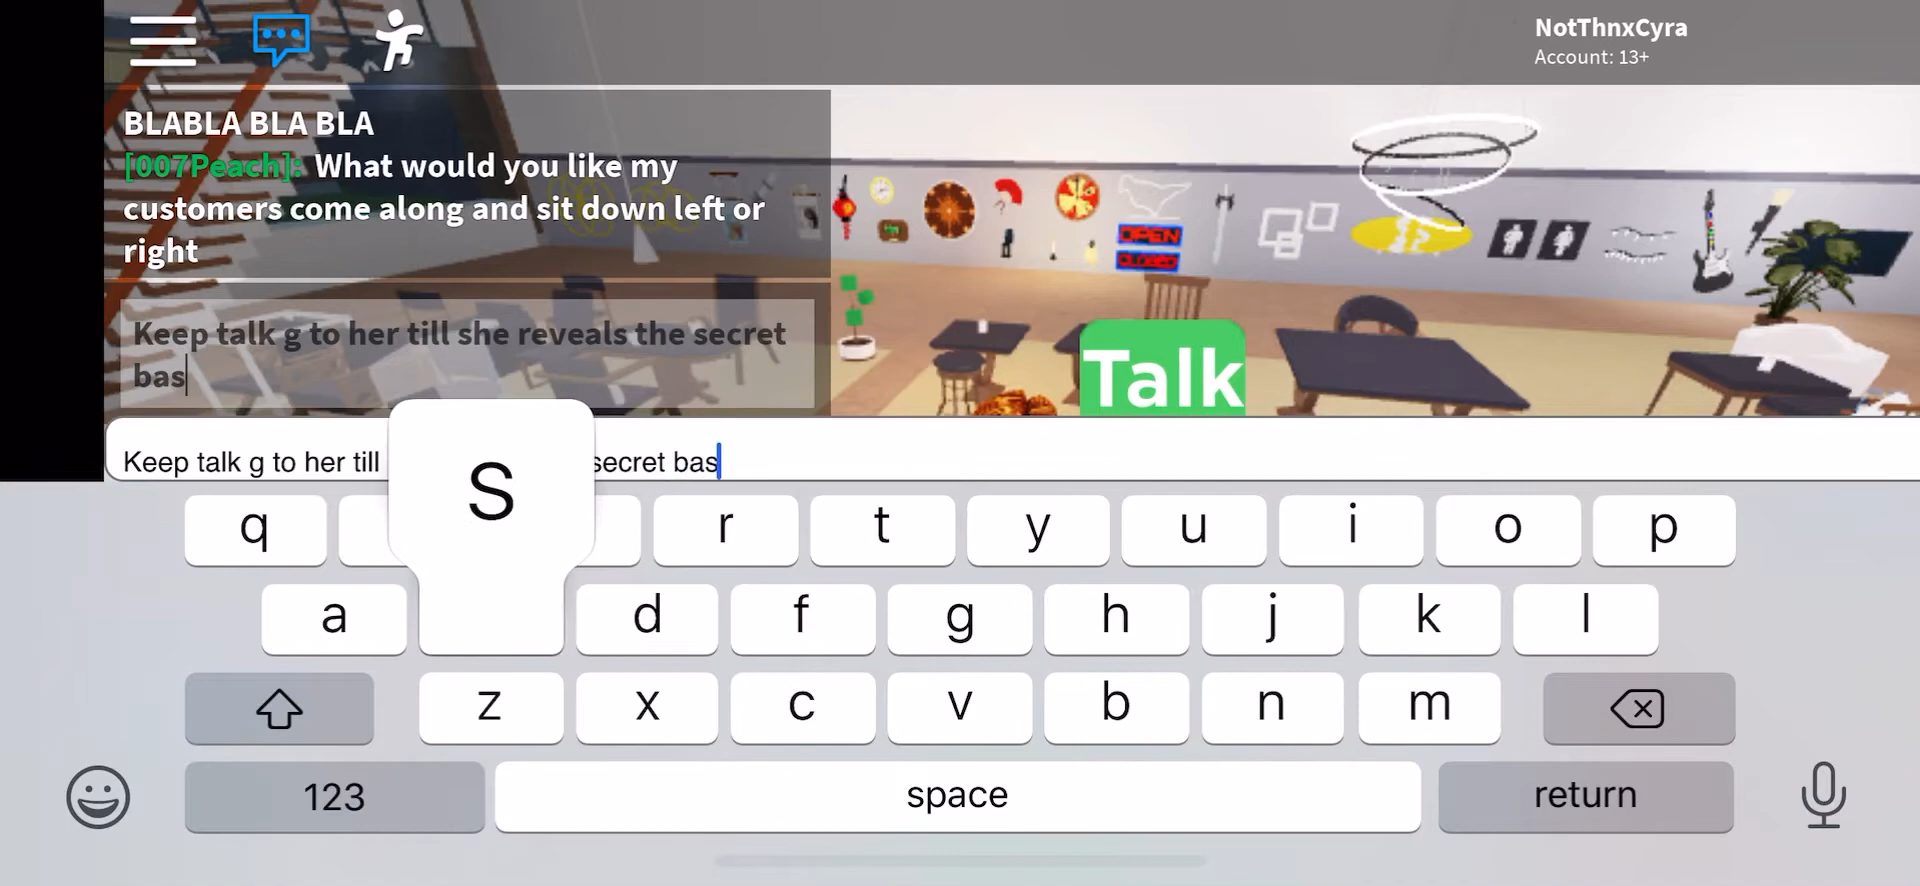 NotThnxCyra
Account: 13+
BLABLA BLA BLA
[007Peach]: What would you like my
customers come along and sit down left or
right
OPEN
CLOSED
Keep talk g to her till she reveals the secret
bas
Talk
Keep talk g to her till secret bas
S
q r t y u i o p
a d f g h j k l
z x c v b n m
123 space return